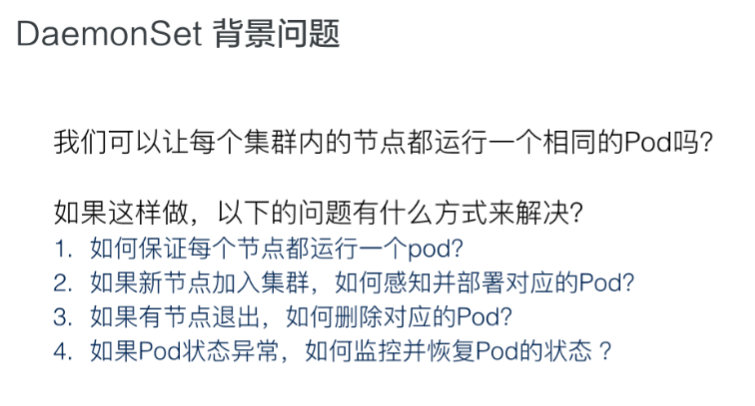 DaemonSet 背景问题
我们可以让每个集群内的节点都运行一个相同的Pod吗?
如果这样做，以下的问题有什么方式来解决?
1. 如何保证每个节点都运行一个pod?
2. 如果新节点加入集群，如何感知并部署对应的Pod?
3. 如果有节点退出，如何删除对应的Pod?
4. 如果Pod状态异常，如何监控并恢复Pod的状态？